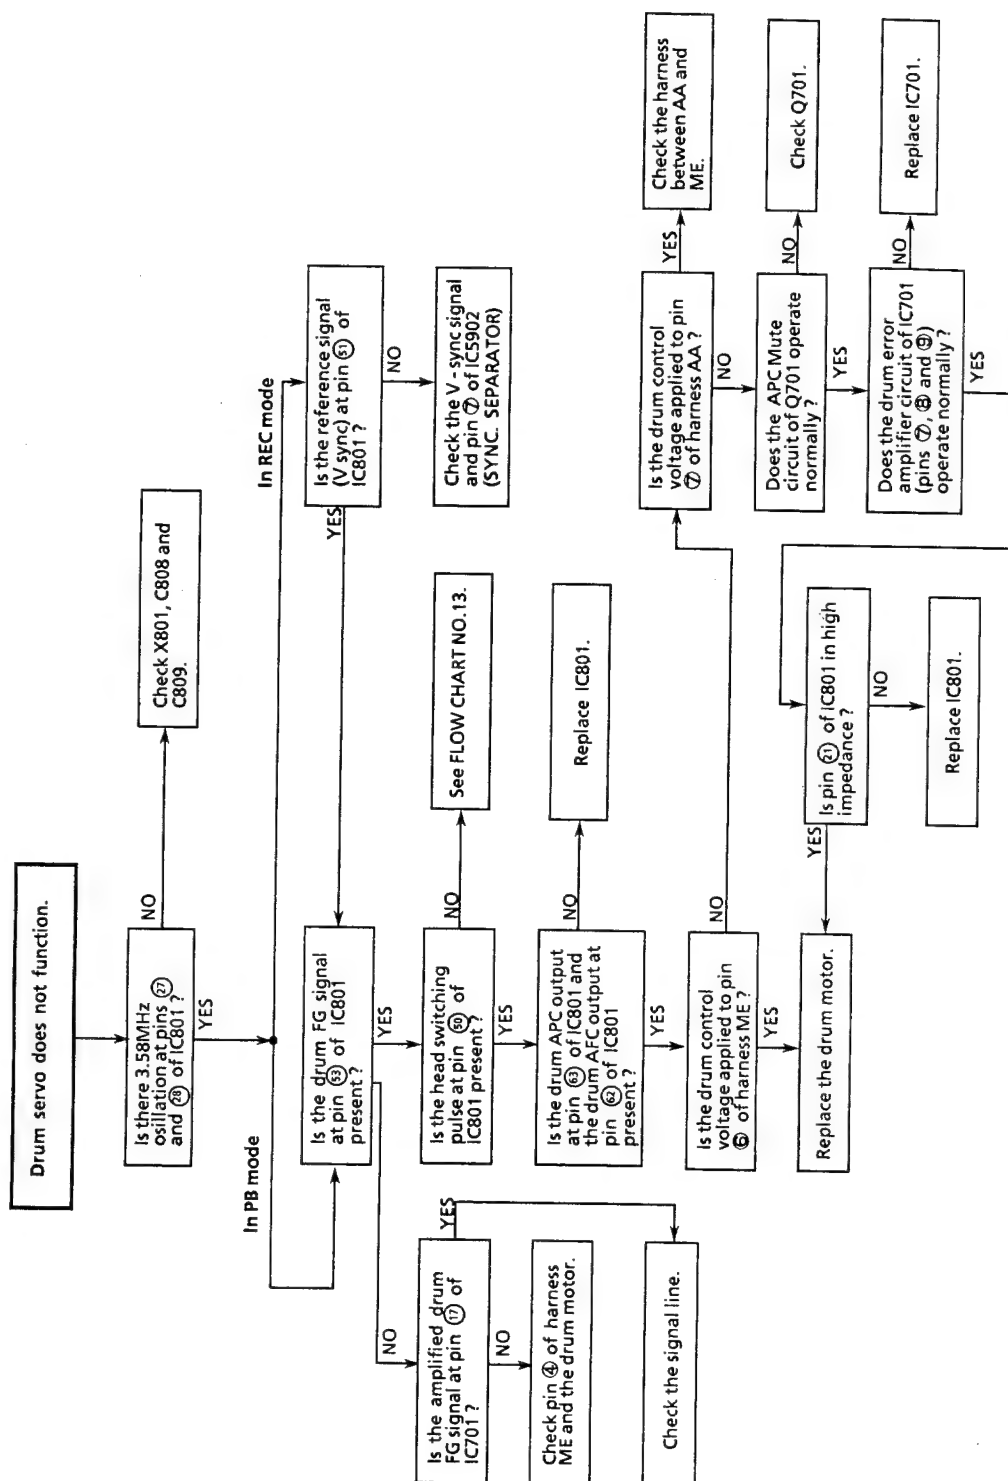 Drum servo does not function.
Is there 3.58MHz
osillation at pins ㉗
and ㉘ of IC801 ?
NO
Check X801, C808 and
C809.
YES
In PB mode
In REC mode
Is the reference signal
(V sync) at pin 51 of
IC801 ?
YES
NO
Check the V - sync signal
and pin ⑦ of IC5902
(SYNC. SEPARATOR)
Is the drum FG signal
at pin 53 of IC801
present ?
NO
YES
Is the amplified drum
FG signal at pin ⑰ of
IC701 ?
YES
NO
Check pin ④ of harness
ME and the drum motor.
Check the signal line.
Is the head switching
pulse at pin 50 of
IC801 present ?
NO
See FLOW CHART NO.13.
YES
Is the drum APC output
at pin 63 of IC801 and
the drum AFC output at
pin 62 of IC801
present ?
NO
Replace IC801.
YES
Is the drum control
voltage applied to pin
⑥ of harness ME ?
NO
YES
Replace the drum motor.
Is the drum control
voltage applied to pin
⑦ of harness AA ?
YES
Check the harness
between AA and
ME.
NO
Does the APC Mute
circuit of Q701 operate
normally ?
NO
Check Q701.
YES
Does the drum error
amplifier circuit of IC701
(pins ⑦, ⑧ and ⑨)
operate normally ?
NO
Replace IC701.
YES
Is pin ㉑ of IC801 in high
impedance ?
YES
NO
Replace IC801.